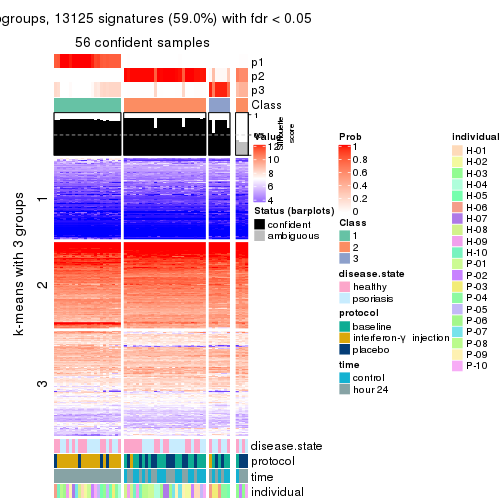 ogroups, 13125 signatures (59.0%) with fdr < 0.05
56 confident samples
p1
p2
p3
Class
1
Silhouette
score
k-means with 3 groups
1
2
3
disease.state
protocol
time
individual
Value
12
10
8
6
4
Status (barplots)
confident
ambiguous
Prob
1
0.8
0.6
0.4
0.2
0
Class
1
2
3
disease.state
healthy
psoriasis
protocol
baseline
interferon-γ injection
placebo
time
control
hour 24
individual
H-01
H-02
H-03
H-04
H-05
H-06
H-07
H-08
H-09
H-10
P-01
P-02
P-03
P-04
P-05
P-06
P-07
P-08
P-09
P-10